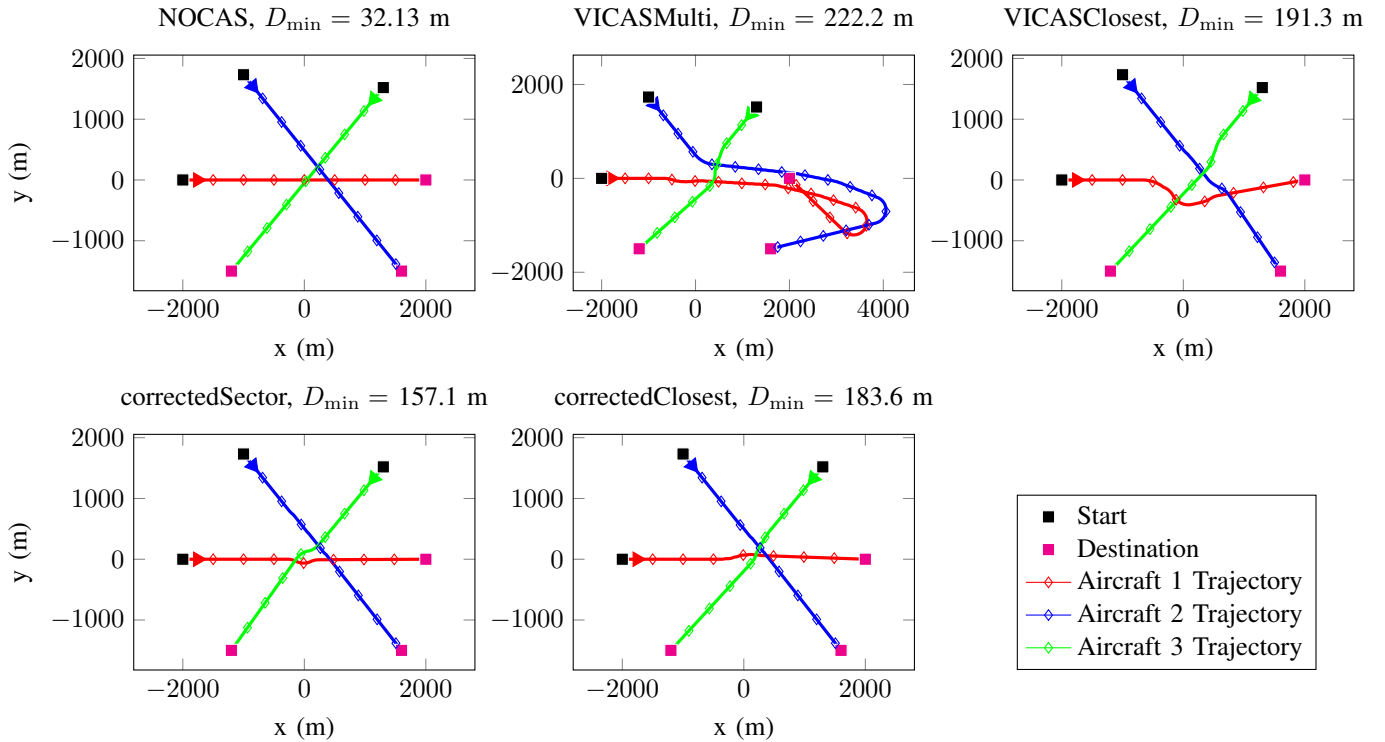 NOCAS, D_min = 32.13 m
2000
1000
0
−1000
y (m)
−2000
0
2000
x (m)
VICASMulti, D_min = 222.2 m
2000
0
−2000
−2000
0
2000
4000
x (m)
VICASClosest, D_min = 191.3 m
2000
1000
0
−1000
−2000
0
2000
x (m)
correctedSector, D_min = 157.1 m
2000
1000
0
−1000
y (m)
−2000
0
2000
x (m)
correctedClosest, D_min = 183.6 m
2000
1000
0
−1000
−2000
0
2000
x (m)
Start
Destination
Aircraft 1 Trajectory
Aircraft 2 Trajectory
Aircraft 3 Trajectory